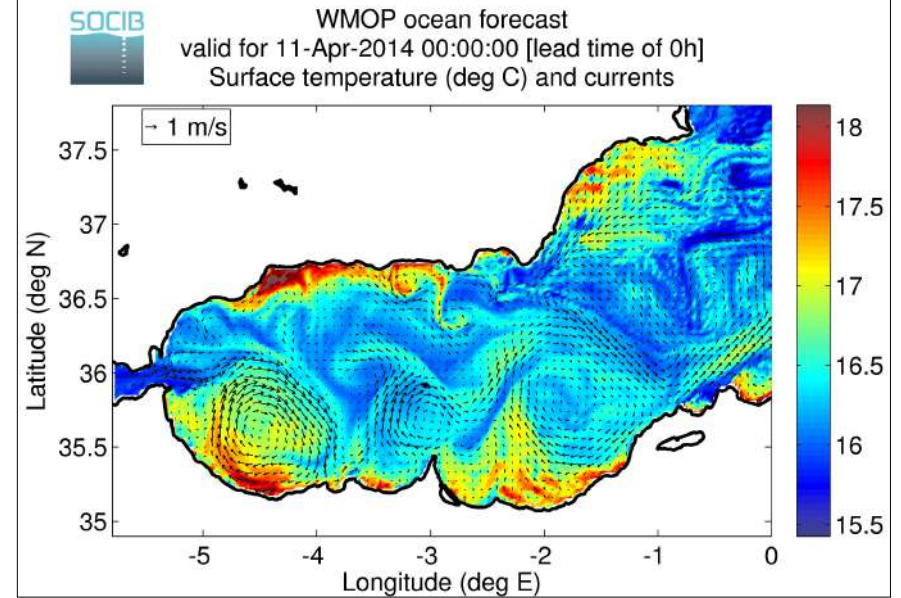 SOCIB
WMOP ocean forecast
valid for 11-Apr-2014 00:00:00 [lead time of 0h]
Surface temperature (deg C) and currents
→ 1 m/s
37.5
37
36.5
36
35.5
35
Latitude (deg N)
-5
-4
-3
-2
-1
0
Longitude (deg E)
18
17.5
17
16.5
16
15.5